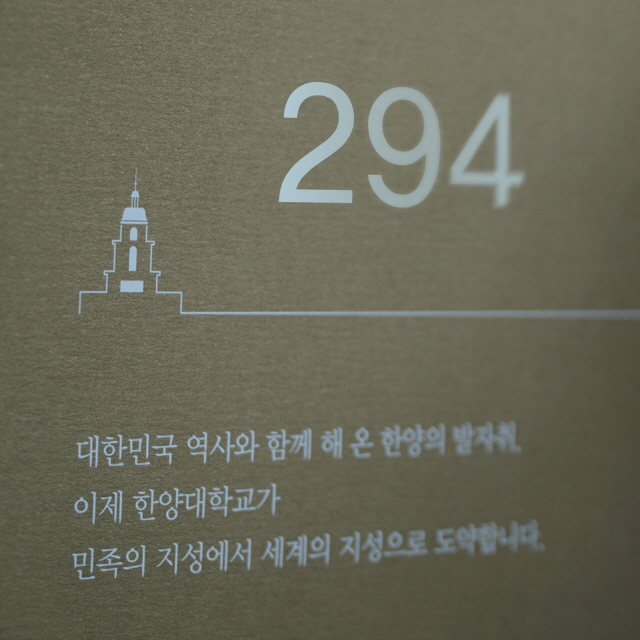 294
대한민국 역사와 함께 해 온 한양의 발자취,
이제 한양대학교가
민족의 지성에서 세계의 지성으로 도약합니다.